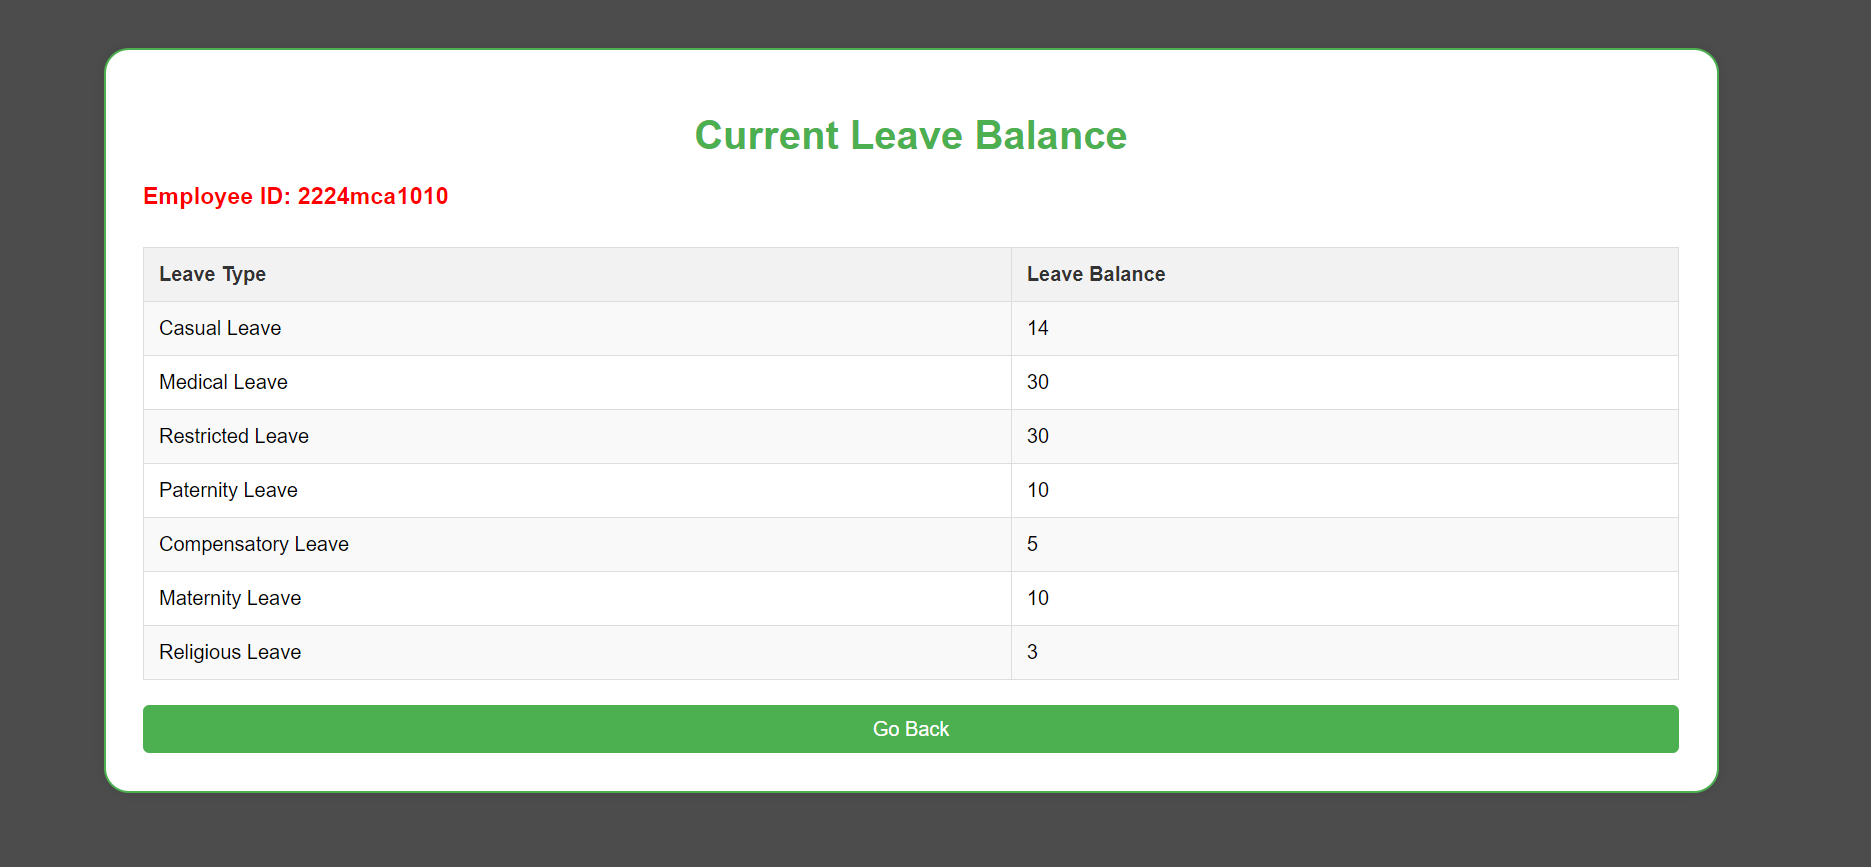 Current Leave Balance
Employee ID: 2224mca1010
Leave Type Leave Balance
Casual Leave 14
Medical Leave 30
Restricted Leave 30
Paternity Leave 10
Compensatory Leave 5
Maternity Leave 10
Religious Leave 3
Go Back